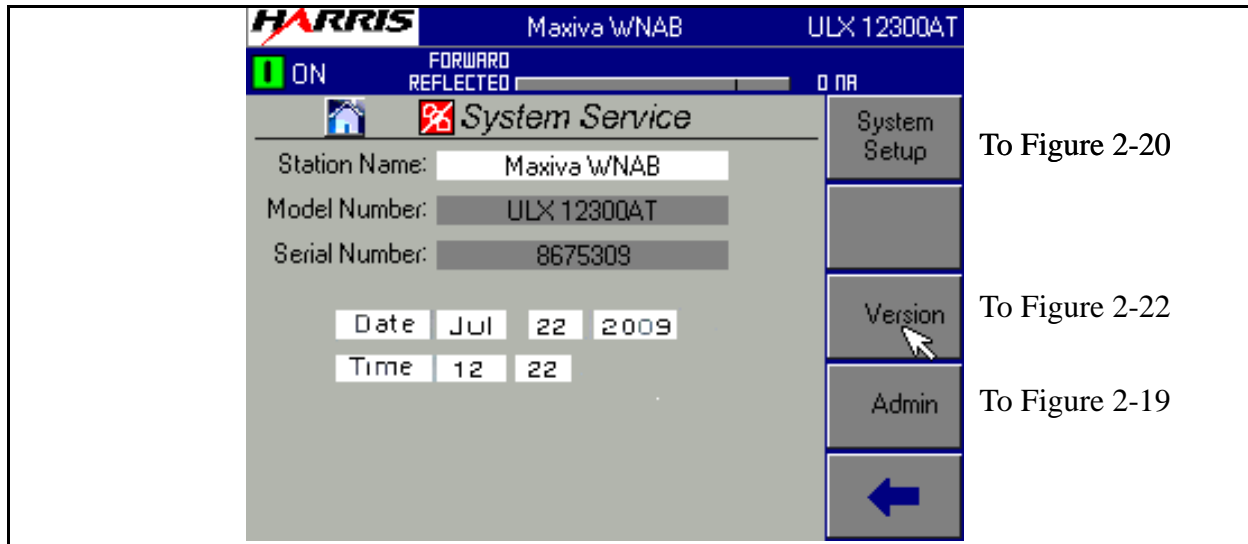 HARRIS Maxiva WNAB ULX 12300AT
ON FORWARD
REFLECTED 0 NA
System Service
System
Setup
To Figure 2-20
Station Name: Maxiva WNAB
Model Number: ULX 12300AT
Serial Number: 8675309
Date Jul 22 2009
Version
To Figure 2-22
Time 12 22
Admin
To Figure 2-19